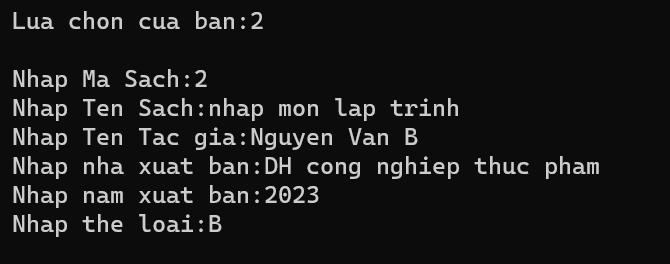 Lua chon cua ban:2
Nhap Ma Sach:2
Nhap Ten Sach:nhap mon lap trinh
Nhap Ten Tac gia:Nguyen Van B
Nhap nha xuat ban:DH cong nghiep thuc pham
Nhap nam xuat ban:2023
Nhap the loai:B